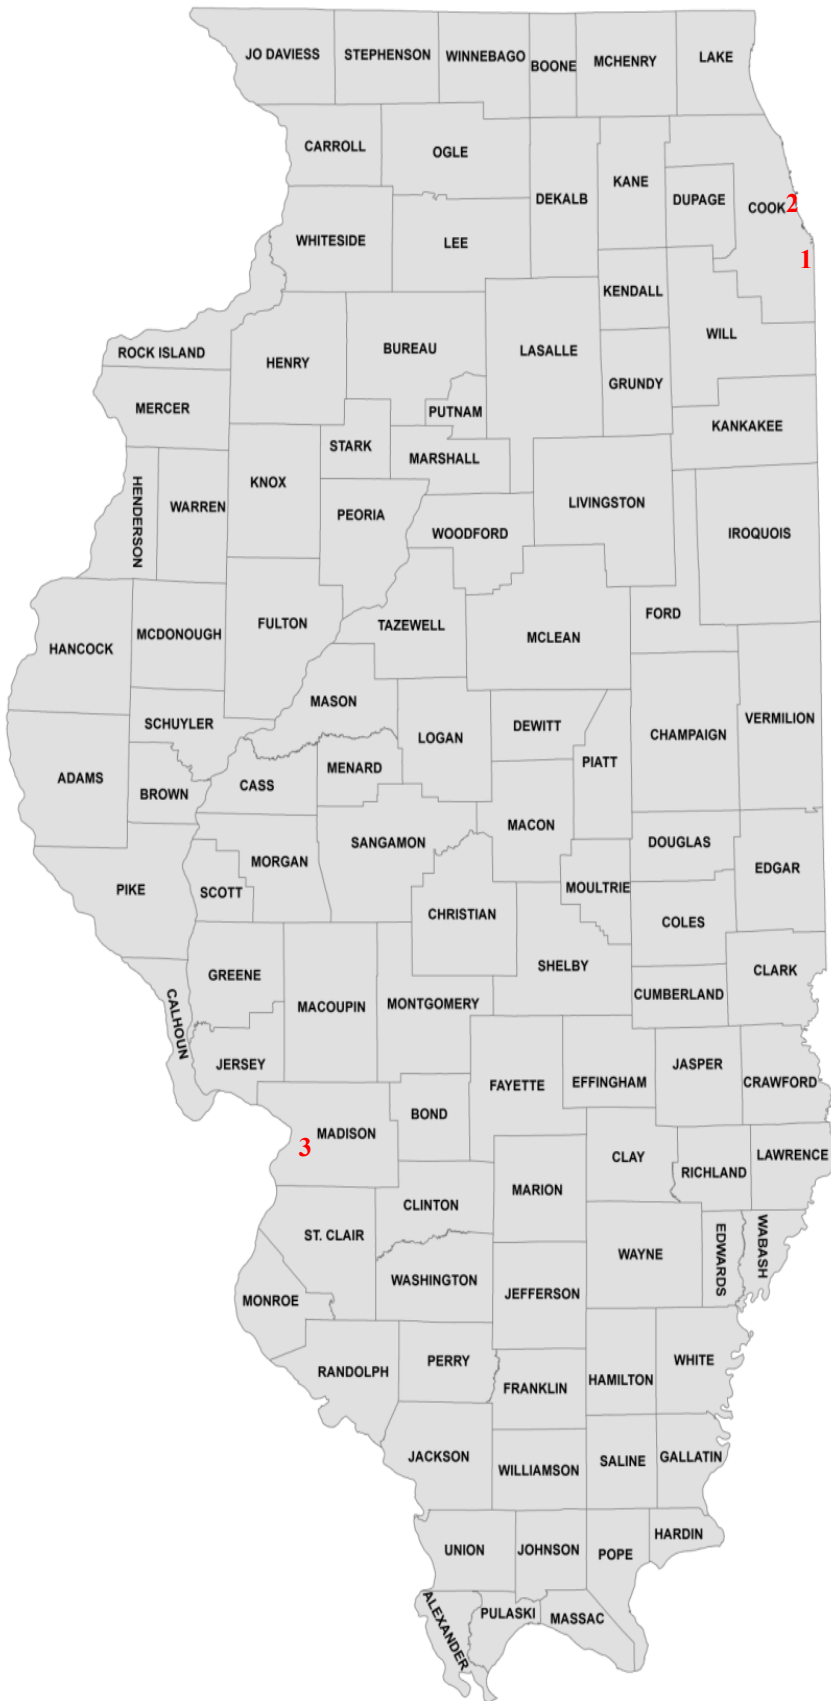 JO DAVIESS
STEPHENSON
WINNEBAGO
BOONE
MCHENRY
LAKE
CARROLL
OGLE
DEKALB
KANE
DUPAGE
COOK
2
WHITESIDE
LEE
1
KENDALL
ROCK ISLAND
HENRY
BUREAU
LASALLE
WILL
GRUNDY
MERCER
PUTNAM
KANKAKEE
STARK
MARSHALL
HENDERSON
WARREN
KNOX
PEORIA
WOODFORD
LIVINGSTON
IROQUOIS
HANCOCK
MCDONOUGH
FULTON
TAZEWELL
MCLEAN
FORD
SCHUYLER
MASON
LOGAN
DEWITT
PIATT
CHAMPAIGN
VERMILION
ADAMS
BROWN
CASS
MENARD
MACON
SANGAMON
DOUGLAS
EDGAR
PIKE
SCOTT
MORGAN
CHRISTIAN
MOULTRIE
COLES
GREENE
MACOUPIN
MONTGOMERY
SHELBY
CUMBERLAND
CLARK
CALHOUN
JERSEY
FAYETTE
EFFINGHAM
JASPER
CRAWFORD
3
MADISON
BOND
CLAY
RICHLAND
LAWRENCE
CLINTON
MARION
ST. CLAIR
WAYNE
EDWARDS
WABASH
MONROE
WASHINGTON
JEFFERSON
RANDOLPH
PERRY
FRANKLIN
HAMILTON
WHITE
JACKSON
WILLIAMSON
SALINE
GALLATIN
UNION
JOHNSON
POPE
HARDIN
ALEXANDER
PULASKI
MASSAC